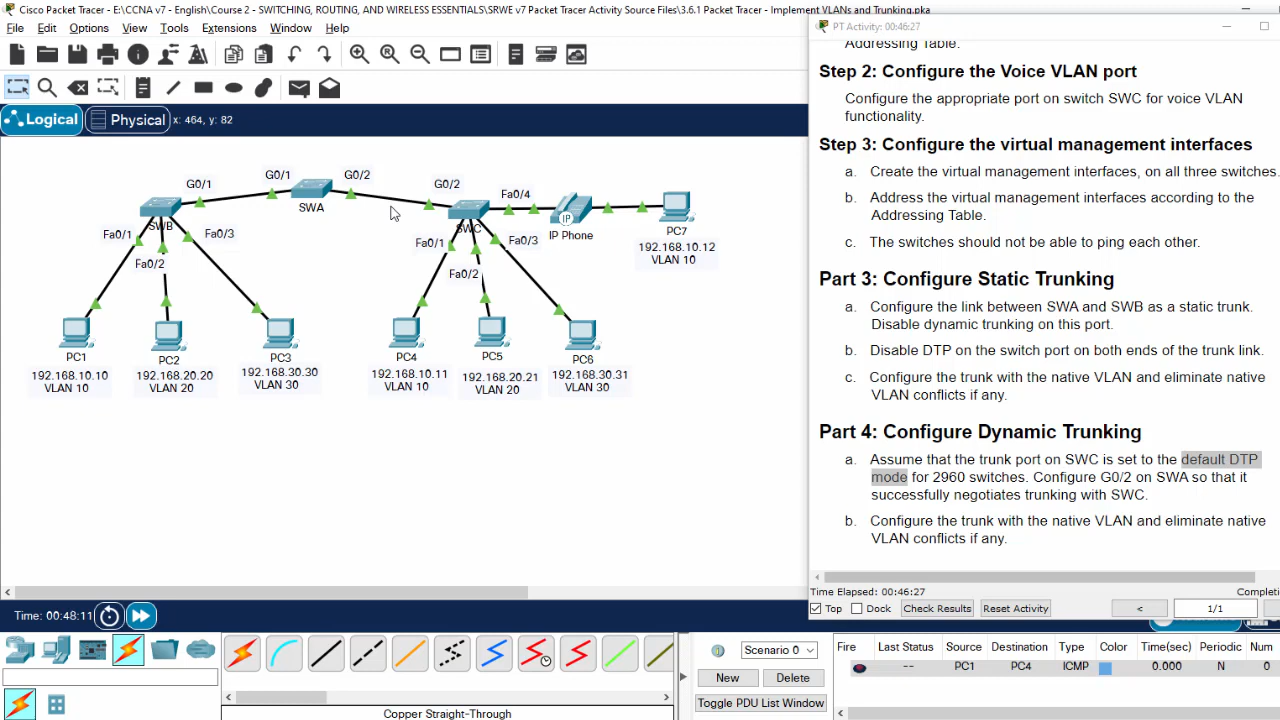 Cisco Packet Tracer - E:\CCNA v7 - English\Course 2 - SWITCHING, ROUTING, AND WIRELESS ESSENTIALS\SRWE v7 Packet Tracer Activity Source Files\3.6.1 Packet Tracer - Implement VLANs and Trunking.pka
File Edit Options View Tools Extensions Window Help
Logical Physical x: 464, y: 82
G0/1 G0/1 G0/2 G0/2 Fa0/4
SWA SWB SWC IP IP Phone PC7
192.168.10.12
VLAN 10
Fa0/1 Fa0/3 Fa0/1 Fa0/3
Fa0/2 Fa0/2
PC1 PC2 PC3 PC4 PC5 PC6
192.168.10.10
VLAN 10
192.168.20.20
VLAN 20
192.168.30.30
VLAN 30
192.168.10.11
VLAN 10
192.168.20.21
VLAN 20
192.168.30.31
VLAN 30
PT Activity: 00:46:27
Addressing Table.
Step 2: Configure the Voice VLAN port
Configure the appropriate port on switch SWC for voice VLAN
functionality.
Step 3: Configure the virtual management interfaces
a. Create the virtual management interfaces, on all three switches.
b. Address the virtual management interfaces according to the
Addressing Table.
c. The switches should not be able to ping each other.
Part 3: Configure Static Trunking
a. Configure the link between SWA and SWB as a static trunk.
Disable dynamic trunking on this port.
b. Disable DTP on the switch port on both ends of the trunk link.
c. Configure the trunk with the native VLAN and eliminate native
VLAN conflicts if any.
Part 4: Configure Dynamic Trunking
a. Assume that the trunk port on SWC is set to the default DTP
mode for 2960 switches. Configure G0/2 on SWA so that it
successfully negotiates trunking with SWC.
b. Configure the trunk with the native VLAN and eliminate native
VLAN conflicts if any.
Time Elapsed: 00:46:27
Top Dock Check Results Reset Activity < 1/1
Time: 00:48:11
Scenario 0
New Delete
Toggle PDU List Window
Fire Last Status Source Destination Type Color Time(sec) Periodic Num
-- PC1 PC4 ICMP 0.000 N 0
Copper Straight-Through